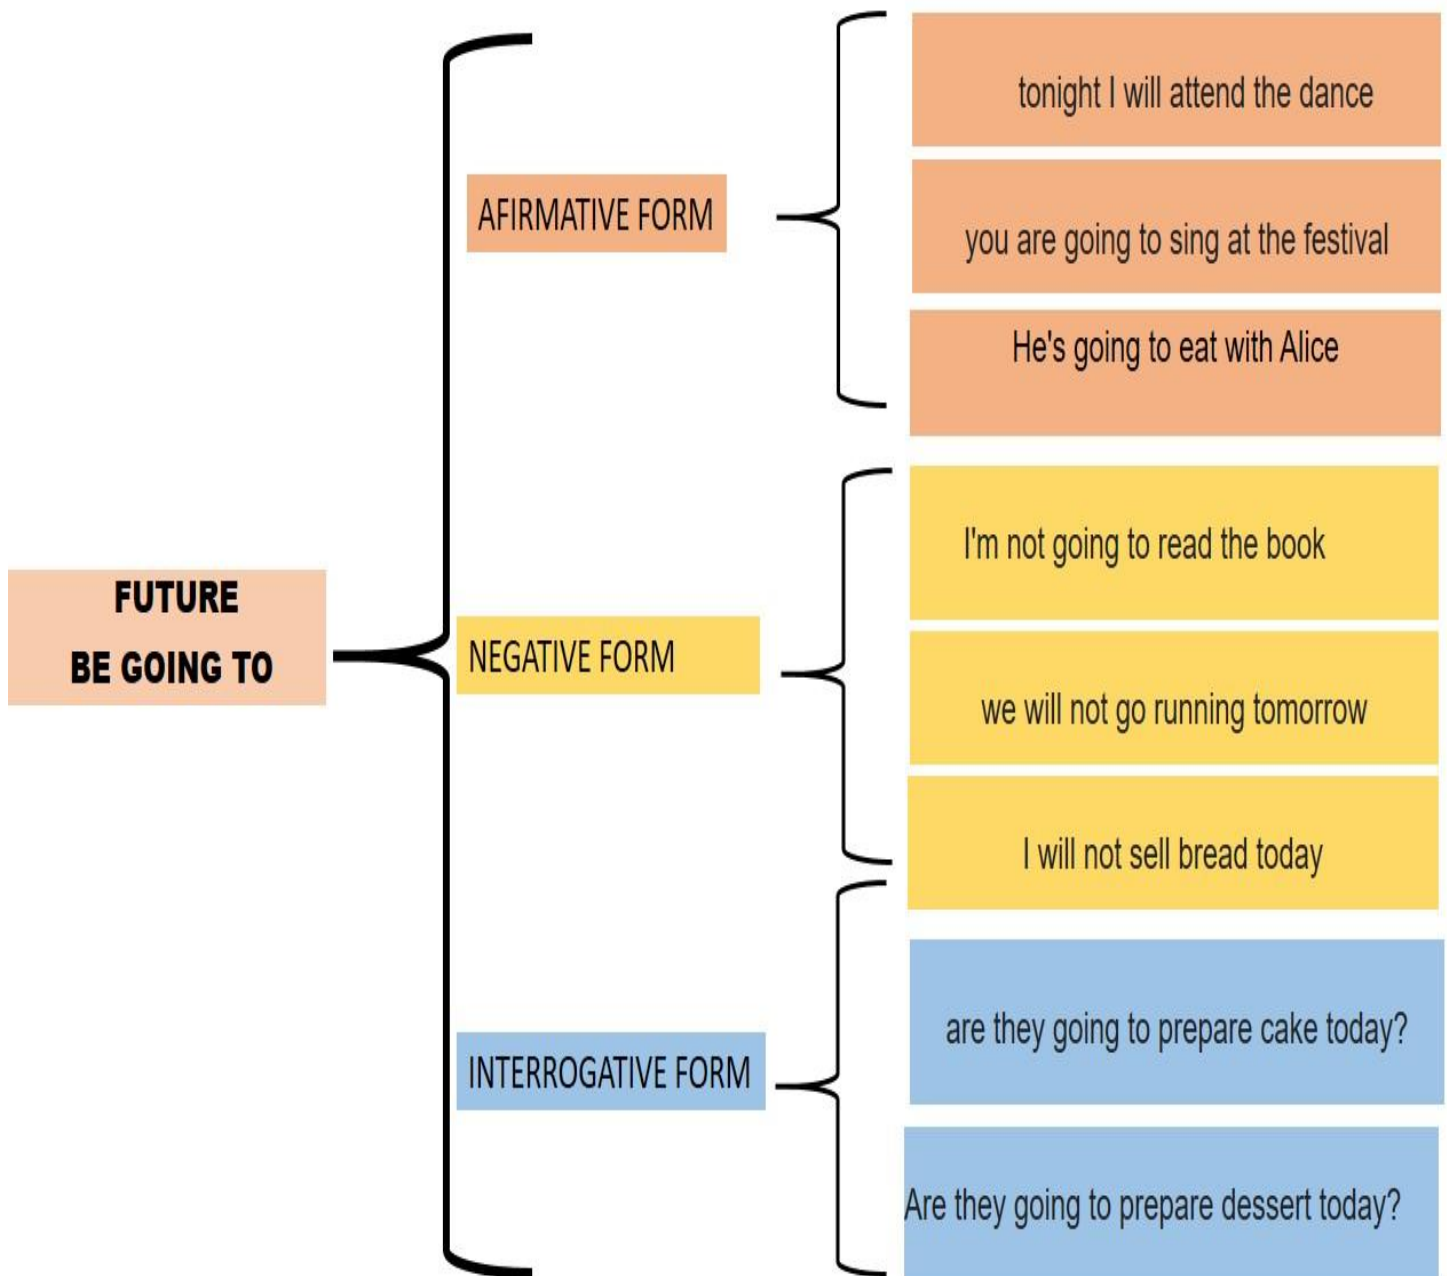 FUTURE
BE GOING TO
AFIRMATIVE FORM
tonight I will attend the dance
you are going to sing at the festival
He's going to eat with Alice
NEGATIVE FORM
I'm not going to read the book
we will not go running tomorrow
I will not sell bread today
INTERROGATIVE FORM
are they going to prepare cake today?
Are they going to prepare dessert today?